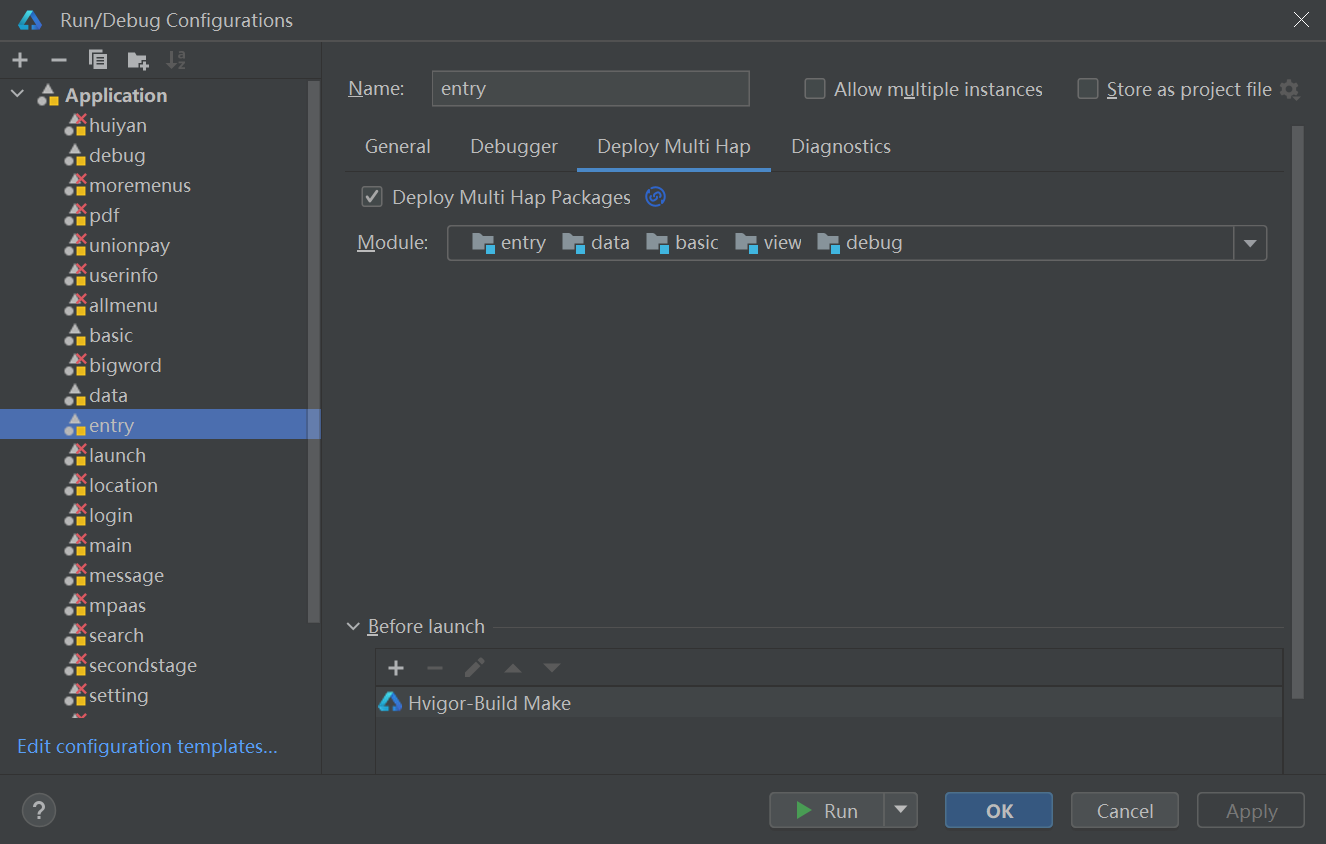 Run/Debug Configurations
Application
huiyan
debug
moremenus
pdf
unionpay
userinfo
allmenu
basic
bigword
data
entry
launch
location
login
main
message
mpaas
search
secondstage
setting
Edit configuration templates...
Name: entry Allow multiple instances Store as project file
General Debugger Deploy Multi Hap Diagnostics
Deploy Multi Hap Packages
Module: entry data basic view debug
Before launch
Hvigor-Build Make
? Run OK Cancel Apply